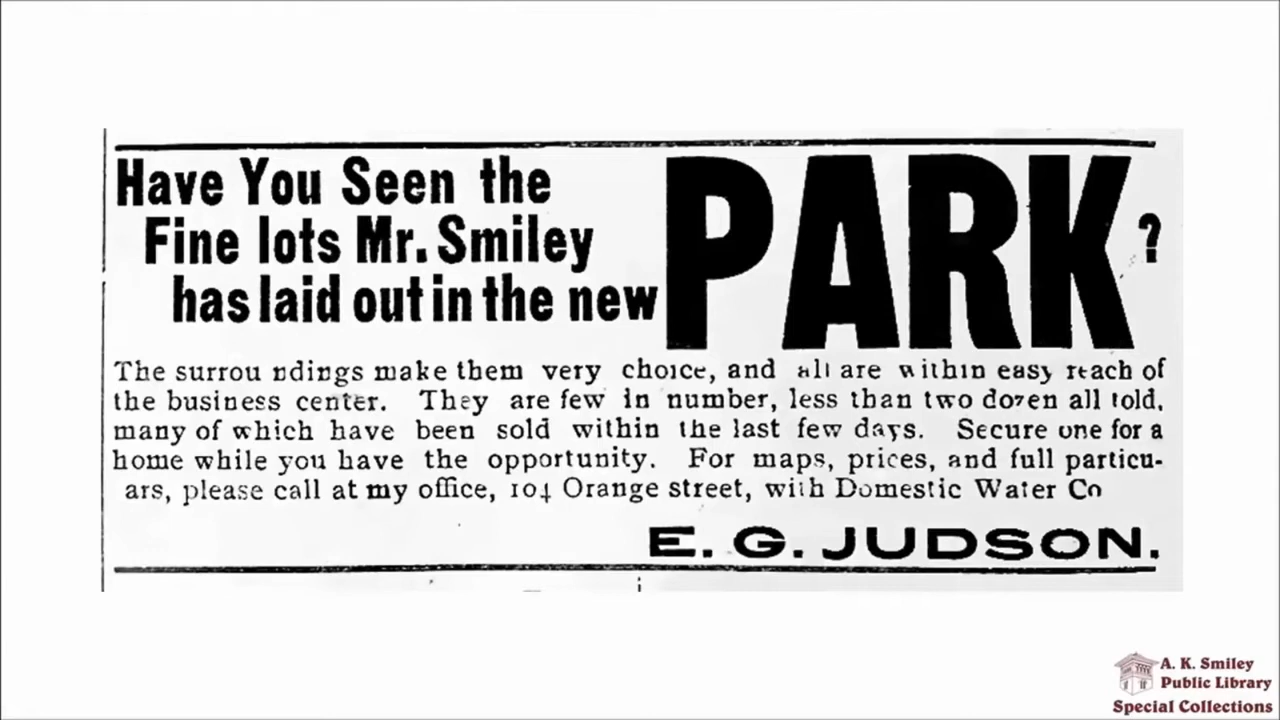 Have You Seen the
Fine lots Mr. Smiley
has laid out in the new
PARK?
The surroundings make them very choice, and all are within easy reach of
the business center. They are few in number, less than two dozen all told,
many of which have been sold within the last few days. Secure one for a
home while you have the opportunity. For maps, prices, and full particu-
ars, please call at my office, 104 Orange street, with Domestic Water Co
E. G. JUDSON.
A. K. Smiley
Public Library
Special Collections